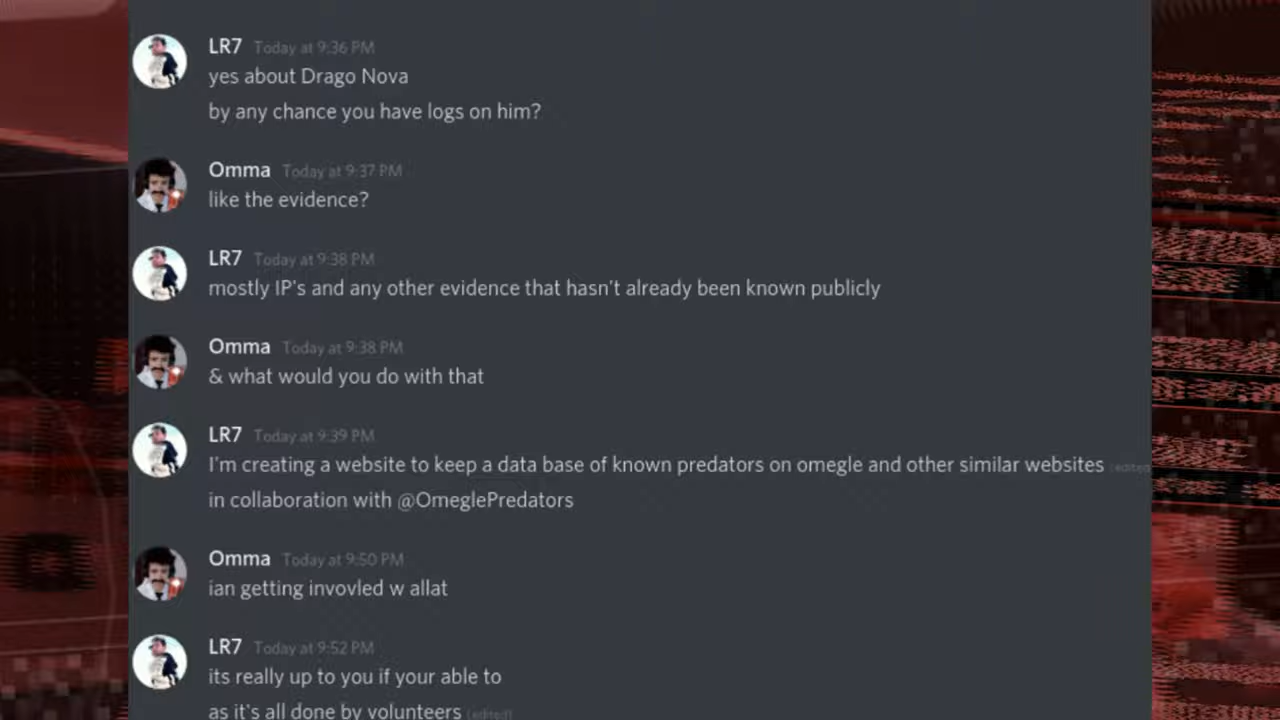 LR7 Today at 9:36 PM
yes about Drago Nova
by any chance you have logs on him?
Omma Today at 9:37 PM
like the evidence?
LR7 Today at 9:38 PM
mostly IP's and any other evidence that hasn't already been known publicly
Omma Today at 9:38 PM
& what would you do with that
LR7 Today at 9:39 PM
I'm creating a website to keep a data base of known predators on omegle and other similar websites (edited
in collaboration with @OmeglePredators
Omma Today at 9:50 PM
ian getting invovled w allat
LR7 Today at 9:52 PM
its really up to you if your able to
as it's all done by volunteers (edited)